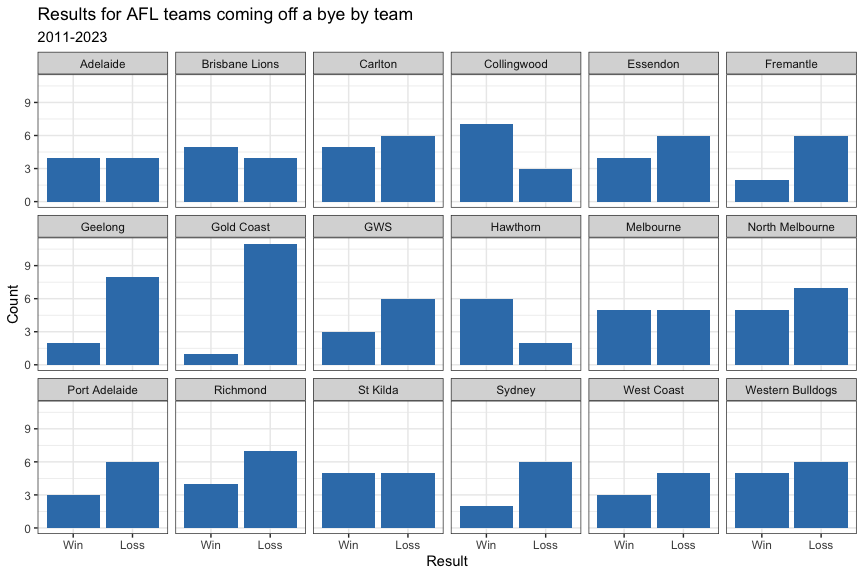 Results for AFL teams coming off a bye by team
2011-2023
Adelaide Brisbane Lions Carlton Collingwood Essendon Fremantle
9
6
3
0
Geelong Gold Coast GWS Hawthorn Melbourne North Melbourne
9
6
3
0
Count
Port Adelaide Richmond St Kilda Sydney West Coast Western Bulldogs
9
6
3
0
Win Loss Win Loss Win Loss Win Loss Win Loss Win Loss
Result